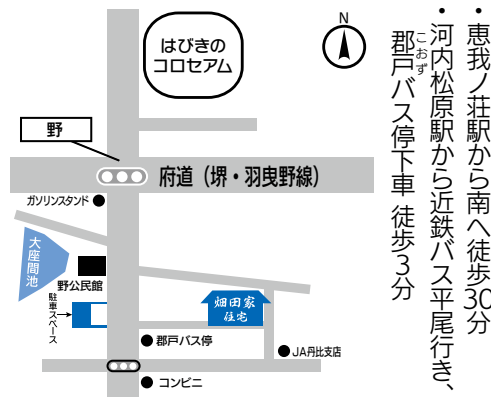 ・恵我ノ荘駅から南へ徒歩30分
・河内松原駅から近鉄バス平尾行き、
こおず
郡戸バス停下車 徒歩3分
N
はびきの
コロセアム
野
府道（堺・羽曳野線）
ガソリンスタンド
大座間池
野公民館
駐車スペース
畑田家
住宅
郡戸バス停
JA丹比支店
コンビニ